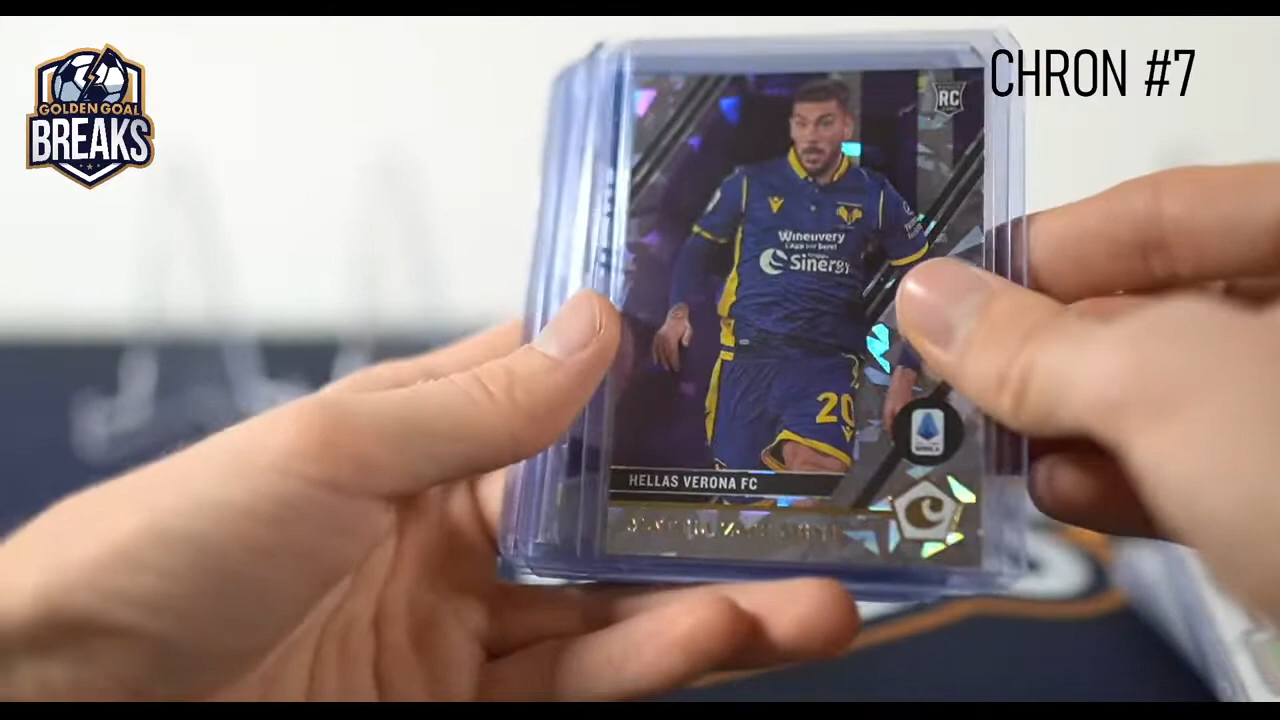 GOLDEN GOAL
BREAKS
CHRON #7
RC
Wineuvery
Sinergy
20
HELLAS VERONA FC
C